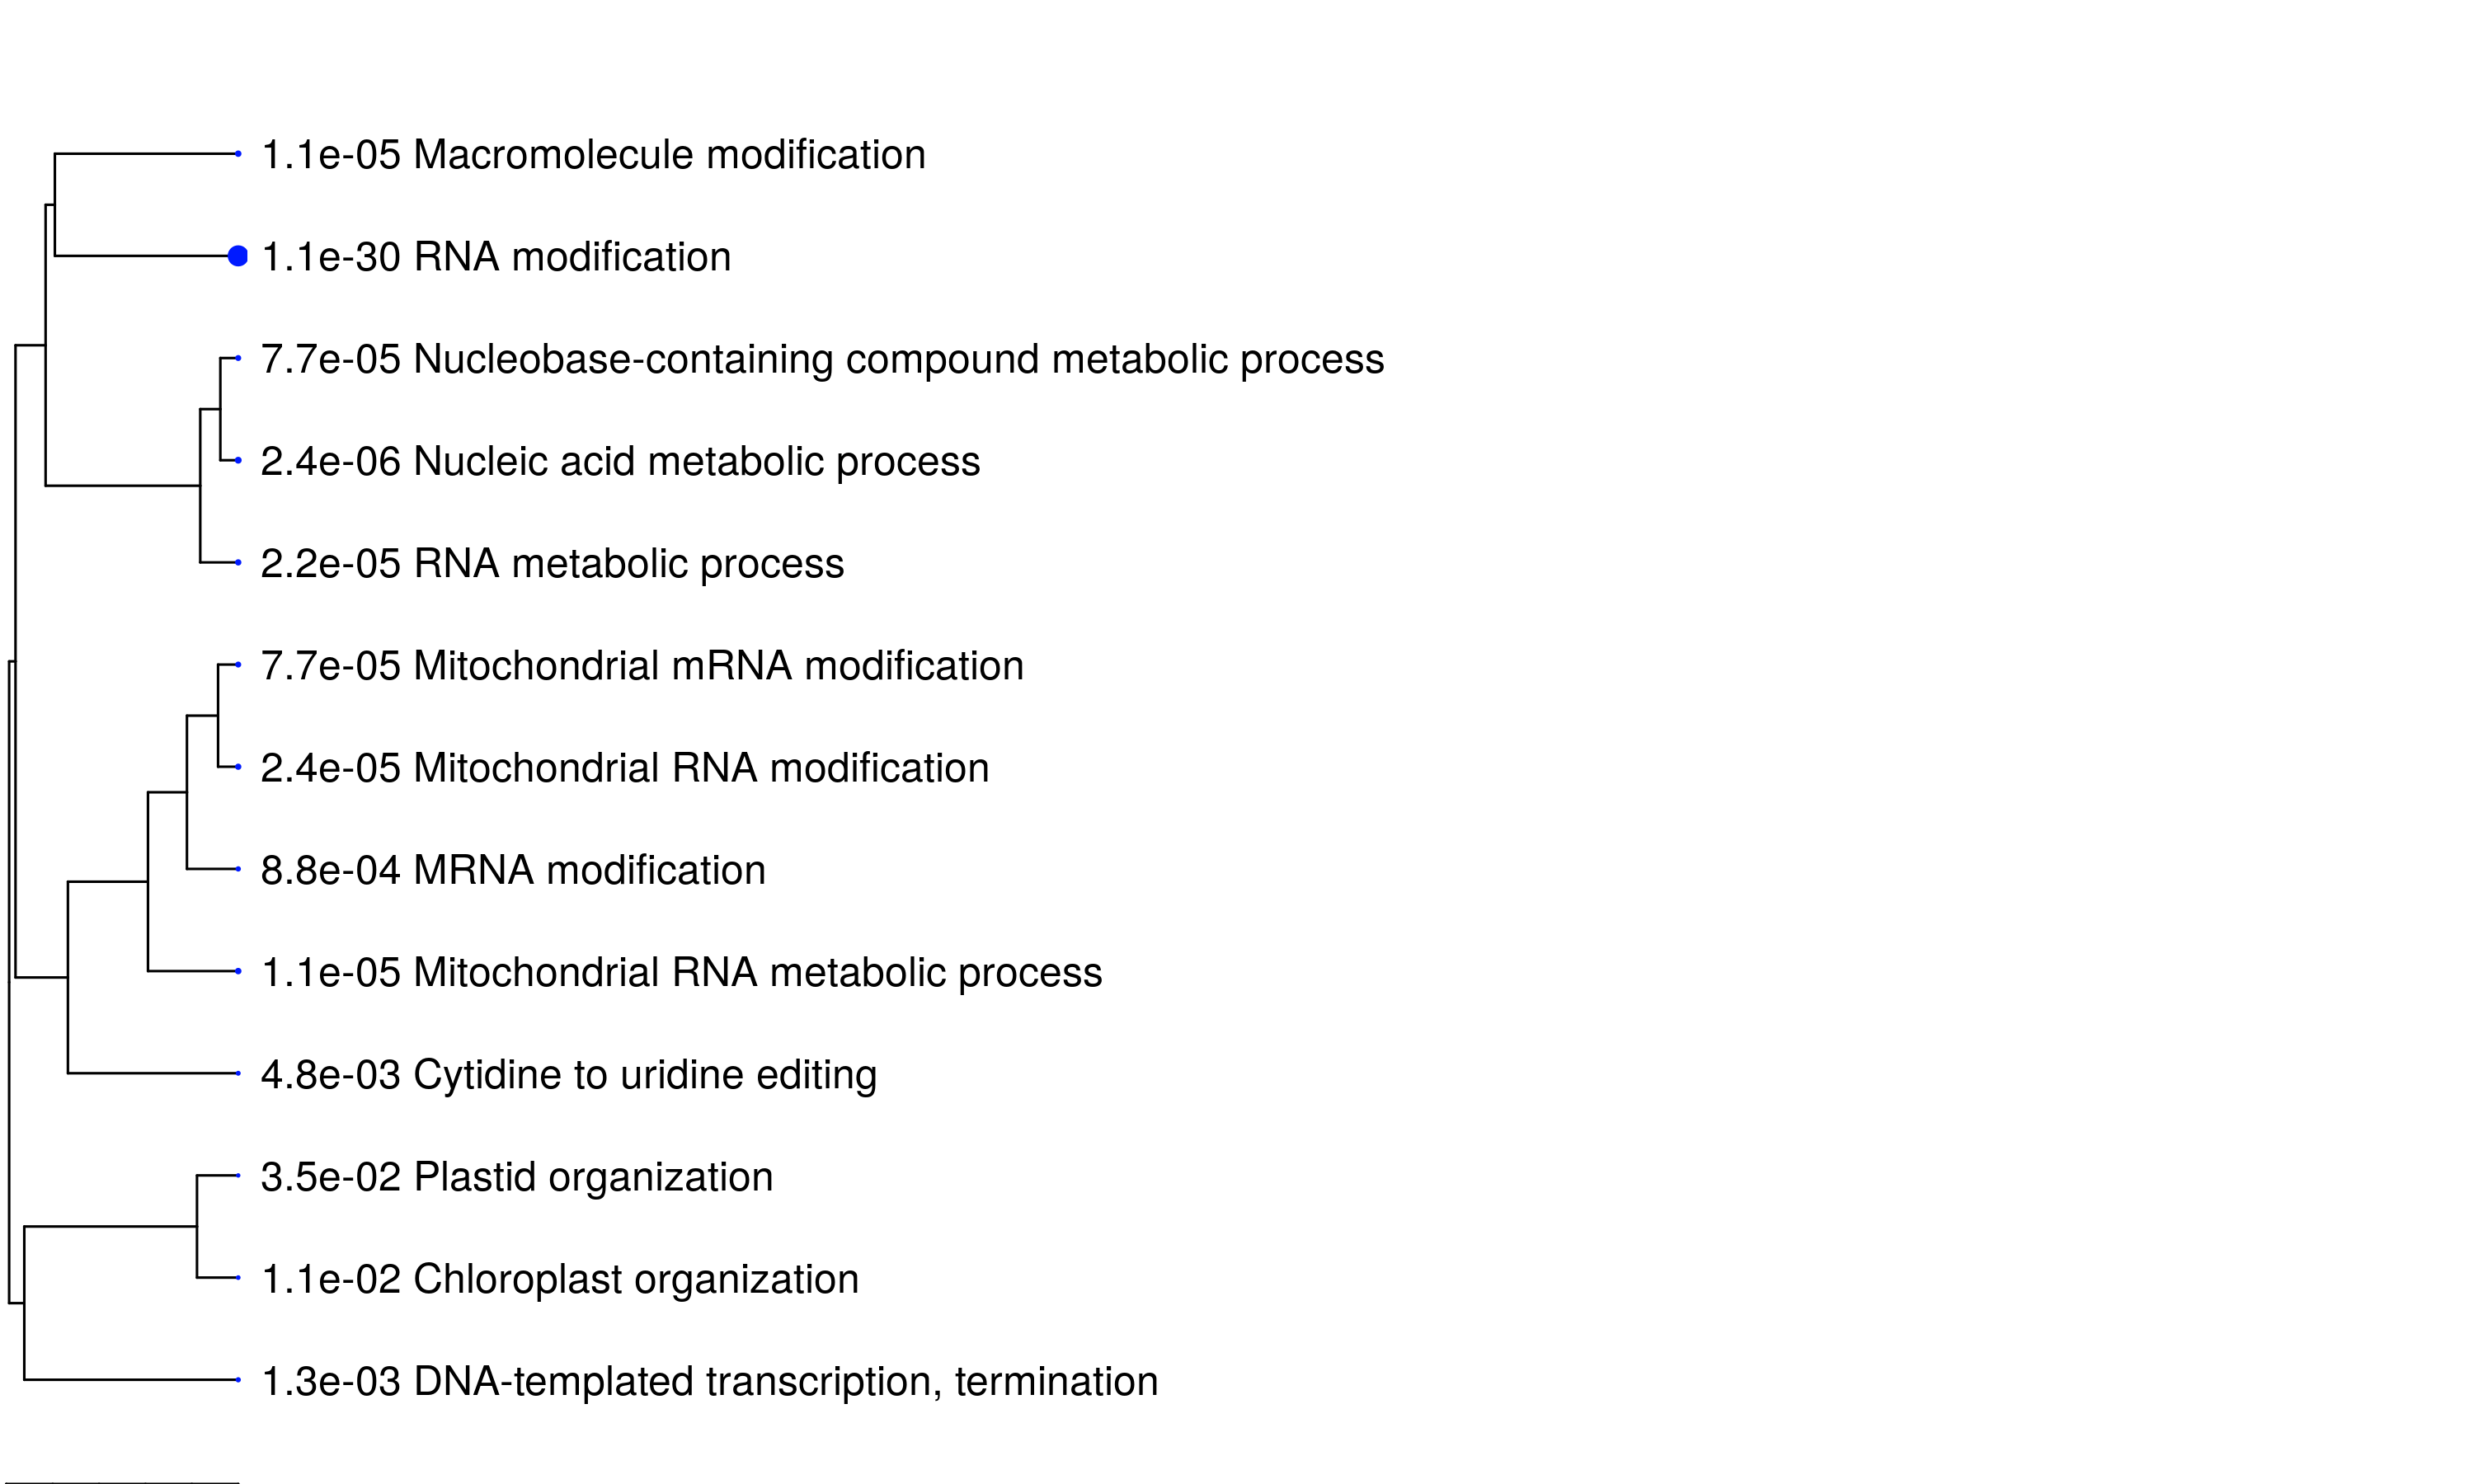 1.1e-05 Macromolecule modification
1.1e-30 RNA modification
7.7e-05 Nucleobase-containing compound metabolic process
2.4e-06 Nucleic acid metabolic process
2.2e-05 RNA metabolic process
7.7e-05 Mitochondrial mRNA modification
2.4e-05 Mitochondrial RNA modification
8.8e-04 MRNA modification
1.1e-05 Mitochondrial RNA metabolic process
4.8e-03 Cytidine to uridine editing
3.5e-02 Plastid organization
1.1e-02 Chloroplast organization
1.3e-03 DNA-templated transcription, termination